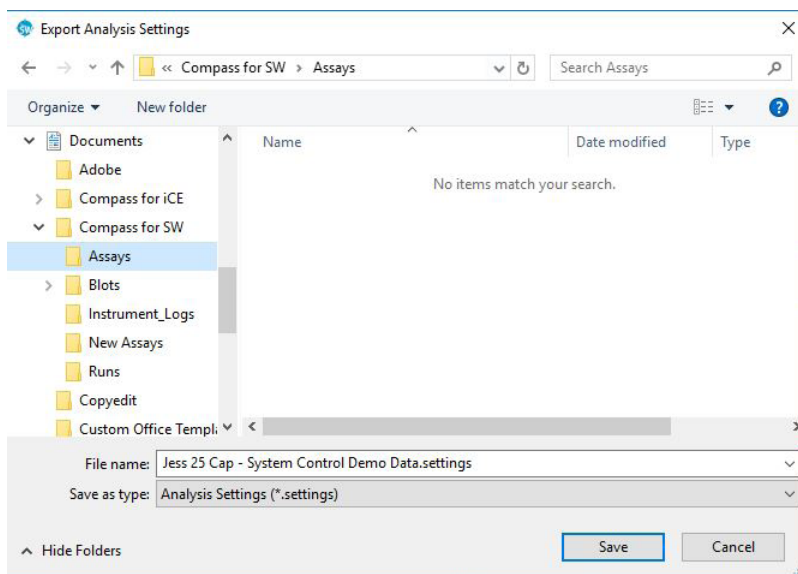 SW Export Analysis Settings
« Compass for SW > Assays
Search Assays
Organize
New folder
?
Documents
Adobe
Compass for iCE
Compass for SW
Assays
Blots
Instrument_Logs
New Assays
Runs
Copyedit
Custom Office Templ
Name
Date modified
Type
No items match your search.
File name: Jess 25 Cap - System Control Demo Data.settings
Save as type: Analysis Settings (*.settings)
Hide Folders
Save
Cancel